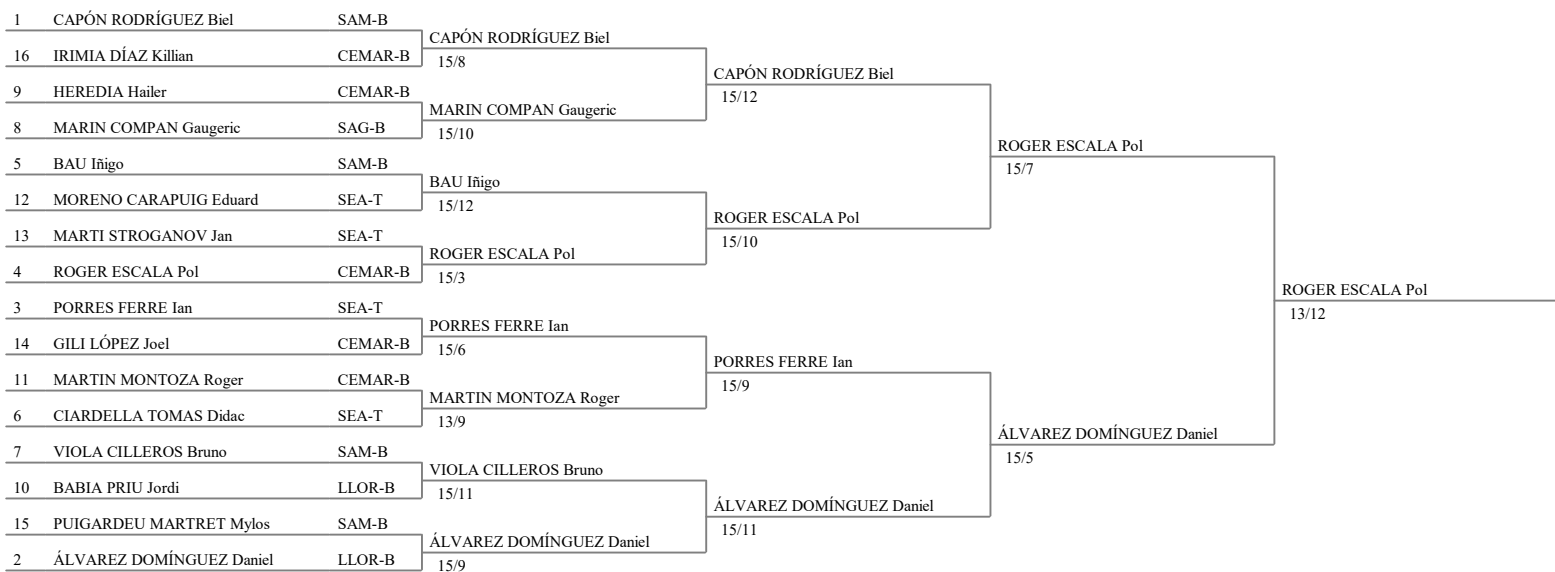 1 CAPÓN RODRÍGUEZ Biel SAM-B
16 IRIMIA DÍAZ Killian CEMAR-B
9 HEREDIA Hailer CEMAR-B
8 MARIN COMPAN Gaugeric SAG-B
5 BAU Iñigo SAM-B
12 MORENO CARAPUIG Eduard SEA-T
13 MARTI STROGANOV Jan SEA-T
4 ROGER ESCALA Pol CEMAR-B
3 PORRES FERRE Ian SEA-T
14 GILI LÓPEZ Joel CEMAR-B
11 MARTIN MONTOZA Roger CEMAR-B
6 CIARDELLA TOMAS Didac SEA-T
7 VIOLA CILLEROS Bruno SAM-B
10 BABIA PRIU Jordi LLOR-B
15 PUIGARDEU MARTRET Mylos SAM-B
2 ÁLVAREZ DOMÍNGUEZ Daniel LLOR-B
CAPÓN RODRÍGUEZ Biel
15/8
MARIN COMPAN Gaugeric
15/10
BAU Iñigo
15/12
ROGER ESCALA Pol
15/3
PORRES FERRE Ian
15/6
MARTIN MONTOZA Roger
13/9
VIOLA CILLEROS Bruno
15/11
ÁLVAREZ DOMÍNGUEZ Daniel
15/9
CAPÓN RODRÍGUEZ Biel
15/12
ROGER ESCALA Pol
15/10
PORRES FERRE Ian
15/9
ÁLVAREZ DOMÍNGUEZ Daniel
15/11
ROGER ESCALA Pol
15/7
ÁLVAREZ DOMÍNGUEZ Daniel
15/5
ROGER ESCALA Pol
13/12